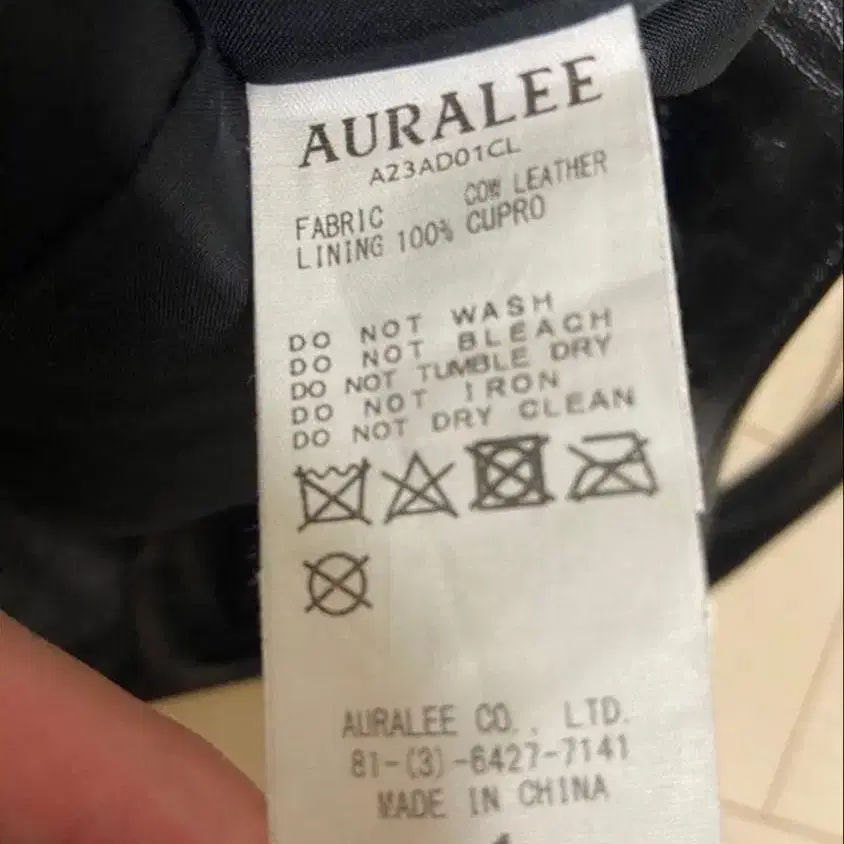 AURALEE
A23AD01CL
FABRIC COW LEATHER
LINING 100% CUPRO
DO NOT WASH
DO NOT BLEACH
DO NOT TUMBLE DRY
DO NOT IRON
DO NOT DRY CLEAN
AURALEE CO., LTD.
81-(3)-6427-7141
MADE IN CHINA